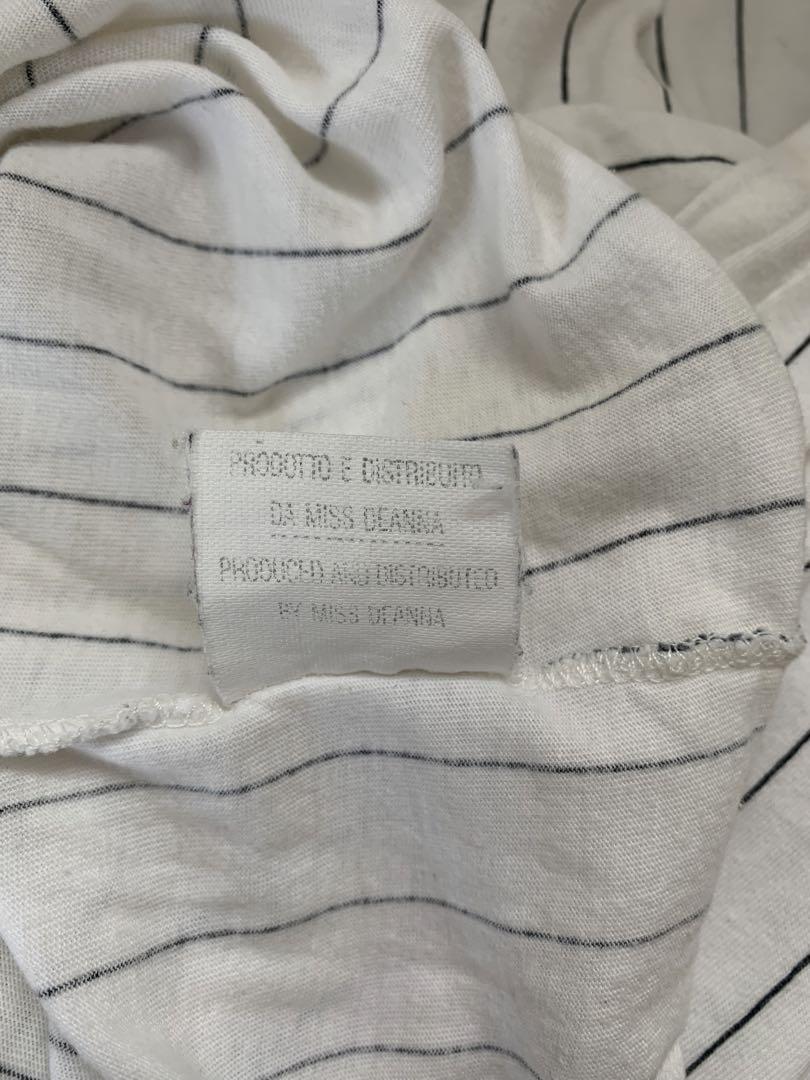 PRODOTTO E DISTRIBUITO
DA MISS DEANNA
PRODUCED AND DISTRIBUTED
BY MISS DEANNA